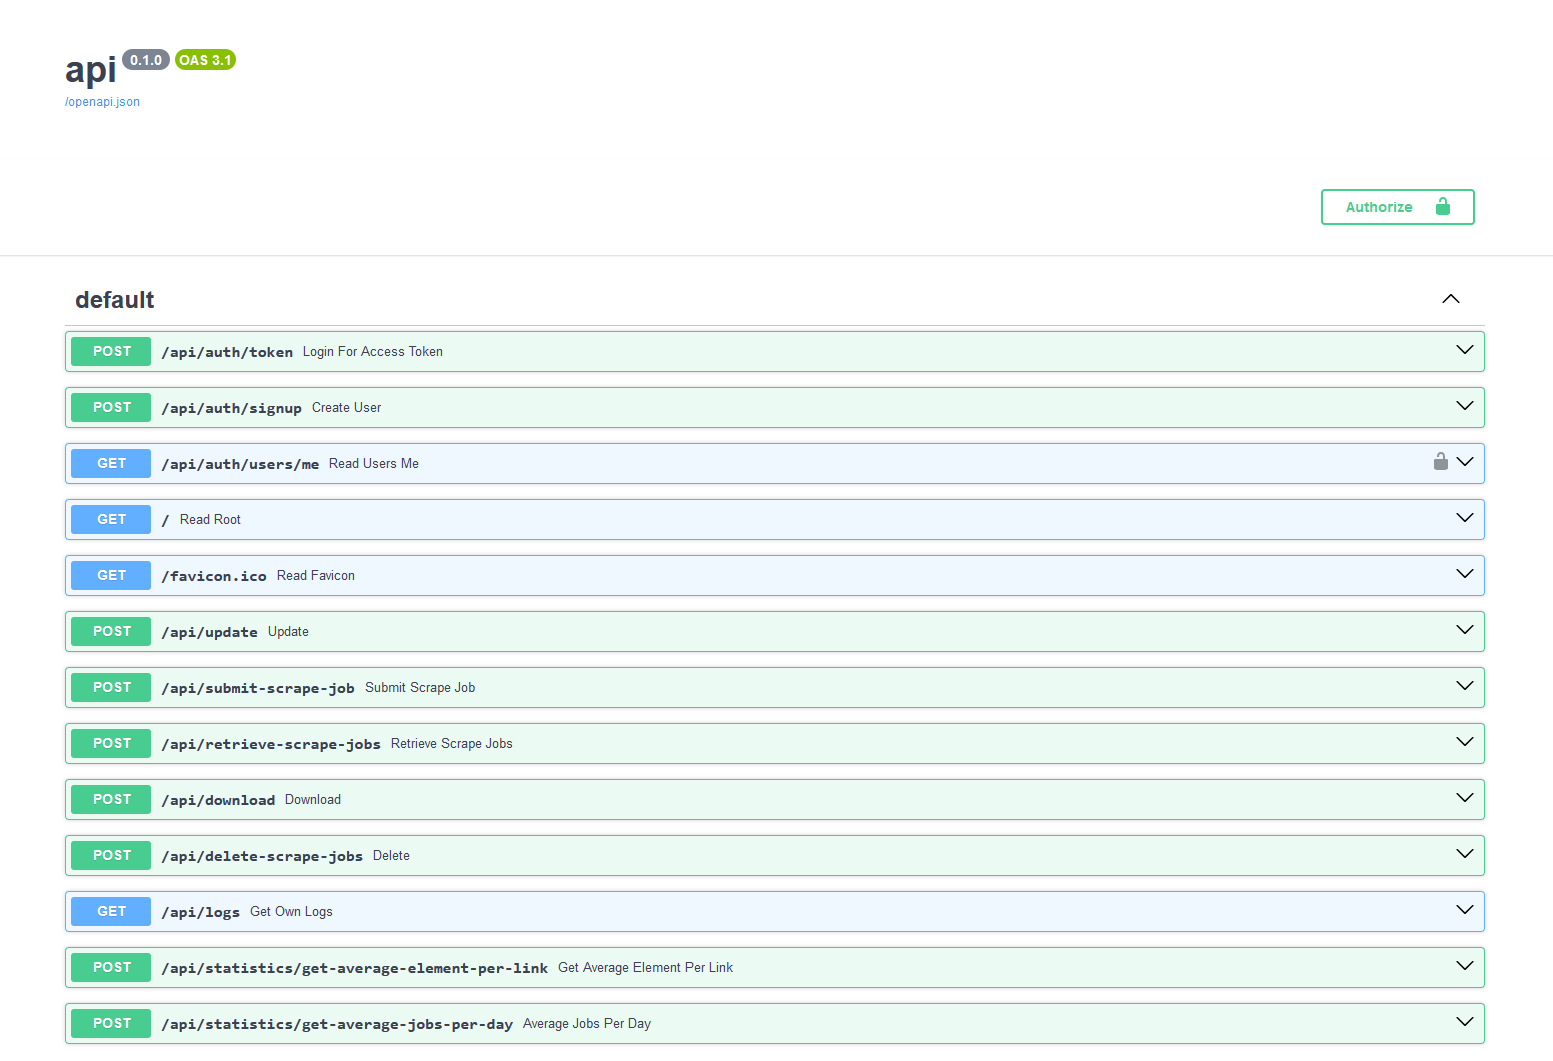 api 0.1.0 OAS 3.1
/openapi.json
Authorize
default
POST /api/auth/token Login For Access Token
POST /api/auth/signup Create User
GET /api/auth/users/me Read Users Me
GET / Read Root
GET /favicon.ico Read Favicon
POST /api/update Update
POST /api/submit-scrape-job Submit Scrape Job
POST /api/retrieve-scrape-jobs Retrieve Scrape Jobs
POST /api/download Download
POST /api/delete-scrape-jobs Delete
GET /api/logs Get Own Logs
POST /api/statistics/get-average-element-per-link Get Average Element Per Link
POST /api/statistics/get-average-jobs-per-day Average Jobs Per Day